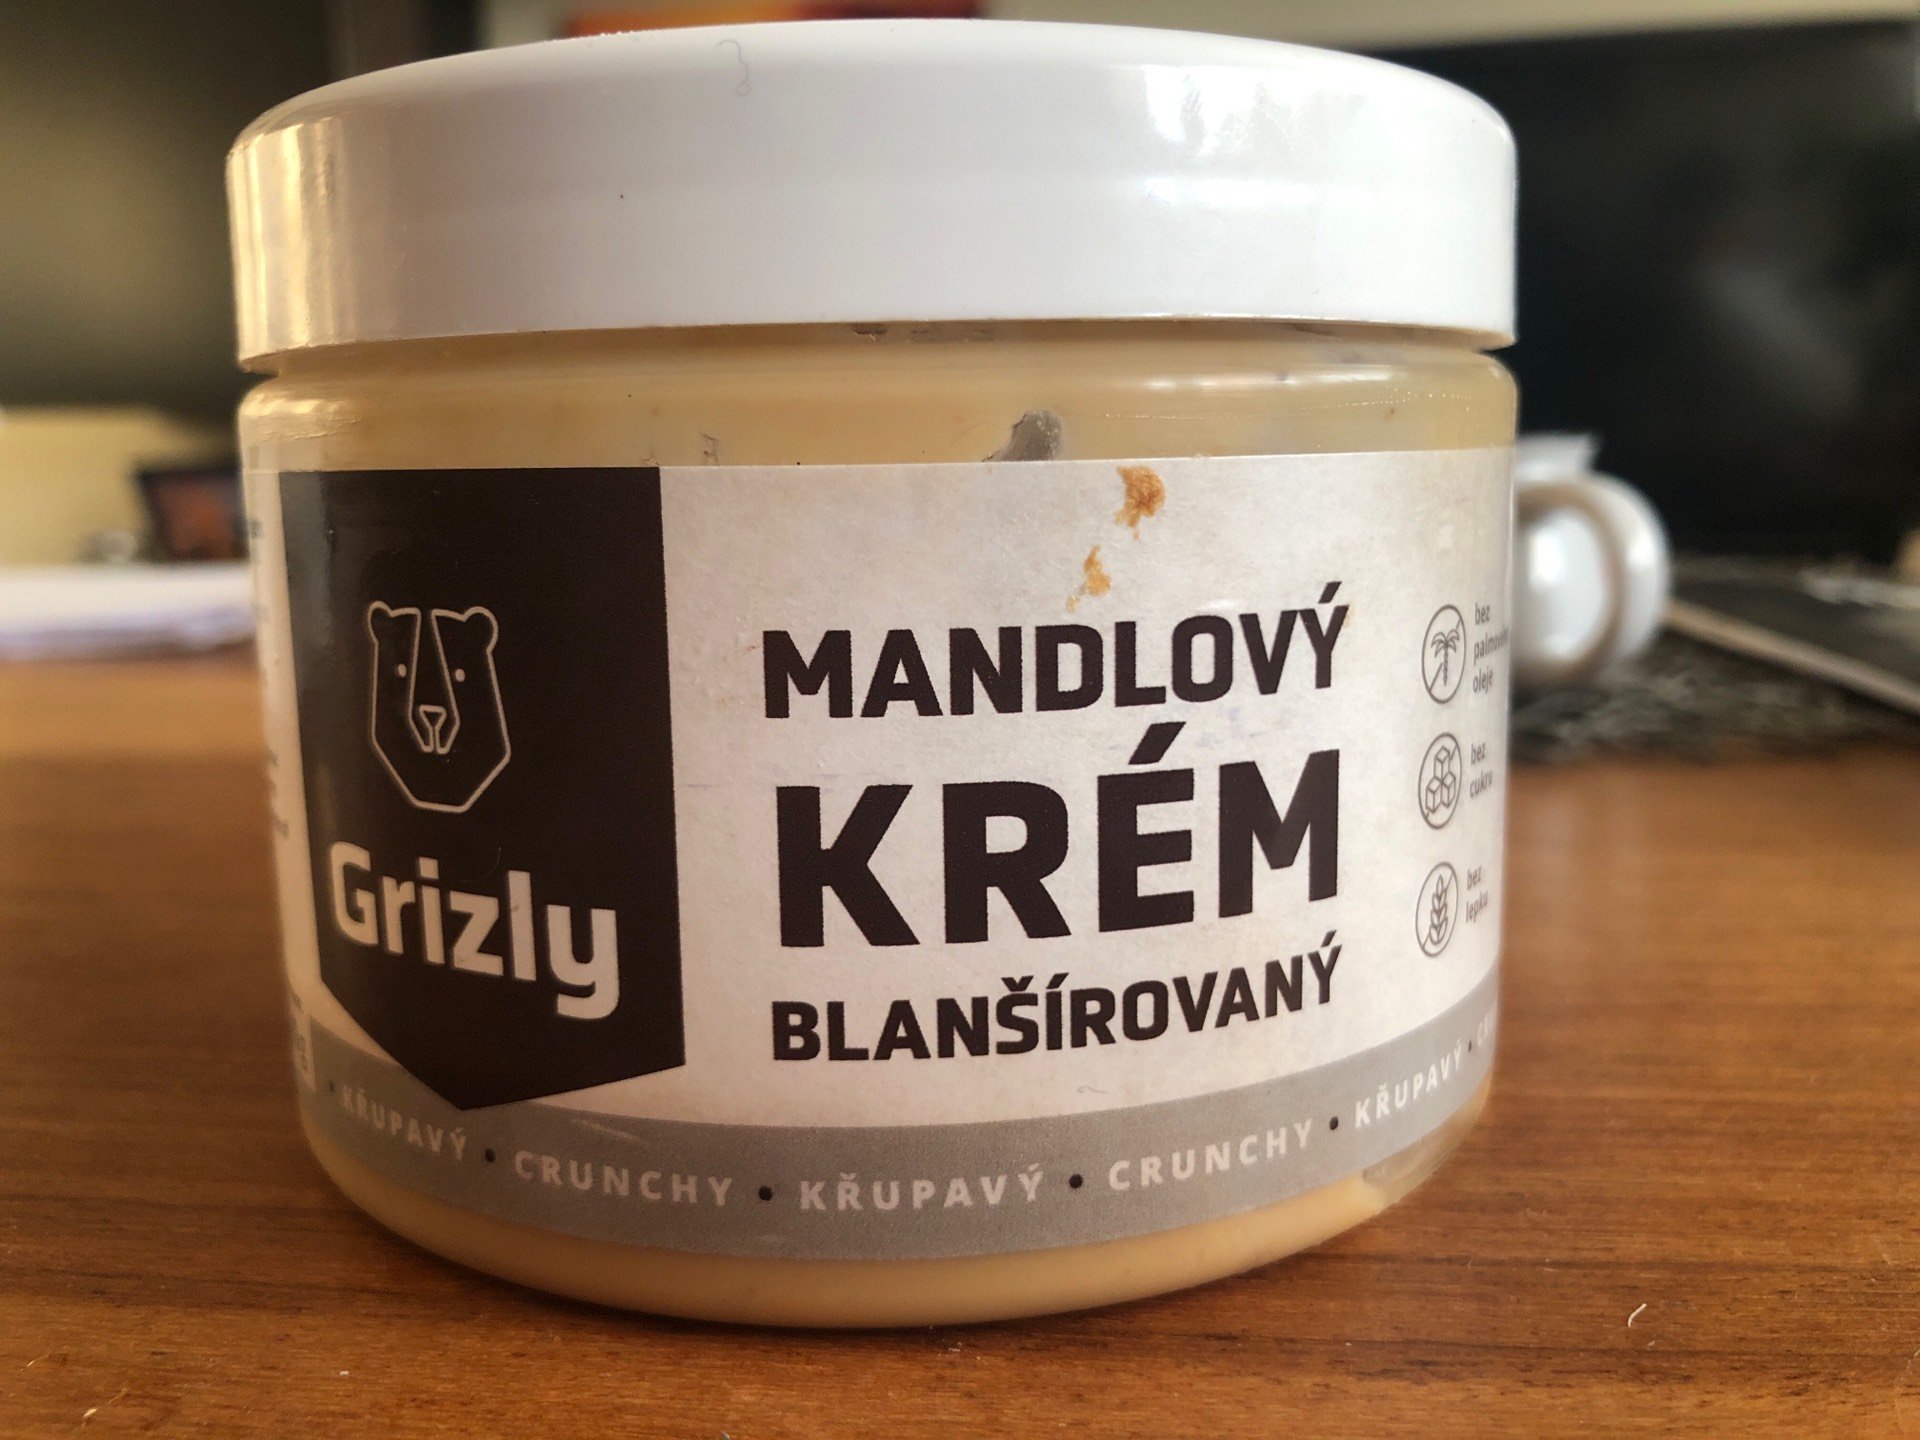 Grizly
MANDLOVÝ
KRÉM
BLANŠÍROVANÝ
bez
oleje
bez
cukru
bez
lepku
• KŘUPAVÝ • CRUNCHY • KŘUPAVÝ • CRUNCHY • KŘUPAVÝ •